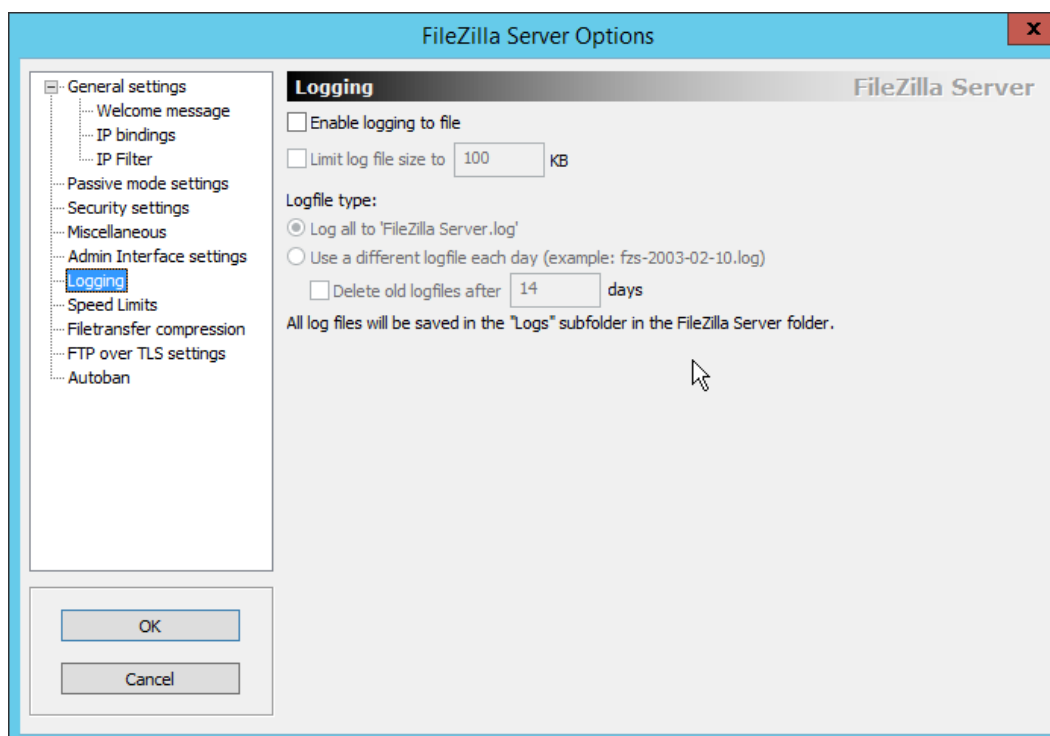 FileZilla Server Options
x
General settings
Welcome message
IP bindings
IP Filter
Passive mode settings
Security settings
Miscellaneous
Admin Interface settings
Logging
Speed Limits
Filetransfer compression
FTP over TLS settings
Autoban
OK
Cancel
Logging FileZilla Server
Enable logging to file
Limit log file size to 100 KB
Logfile type:
Log all to 'FileZilla Server.log'
Use a different logfile each day (example: fzs-2003-02-10.log)
Delete old logfiles after 14 days
All log files will be saved in the "Logs" subfolder in the FileZilla Server folder.